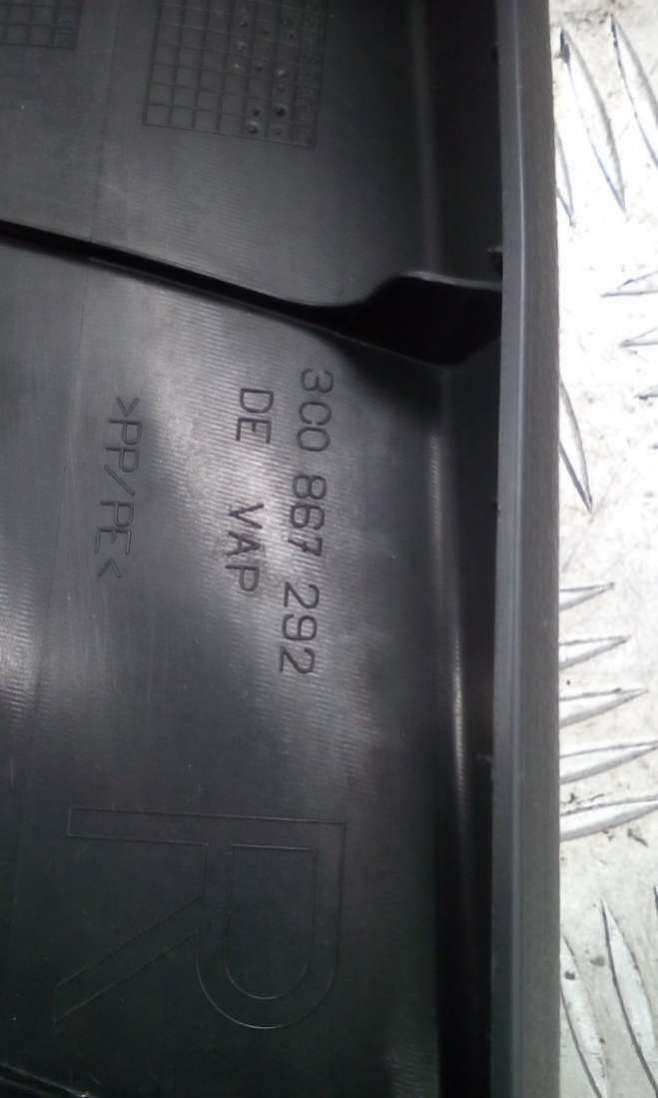 3C0 867 292
DE VAP
>PP/PE<
R